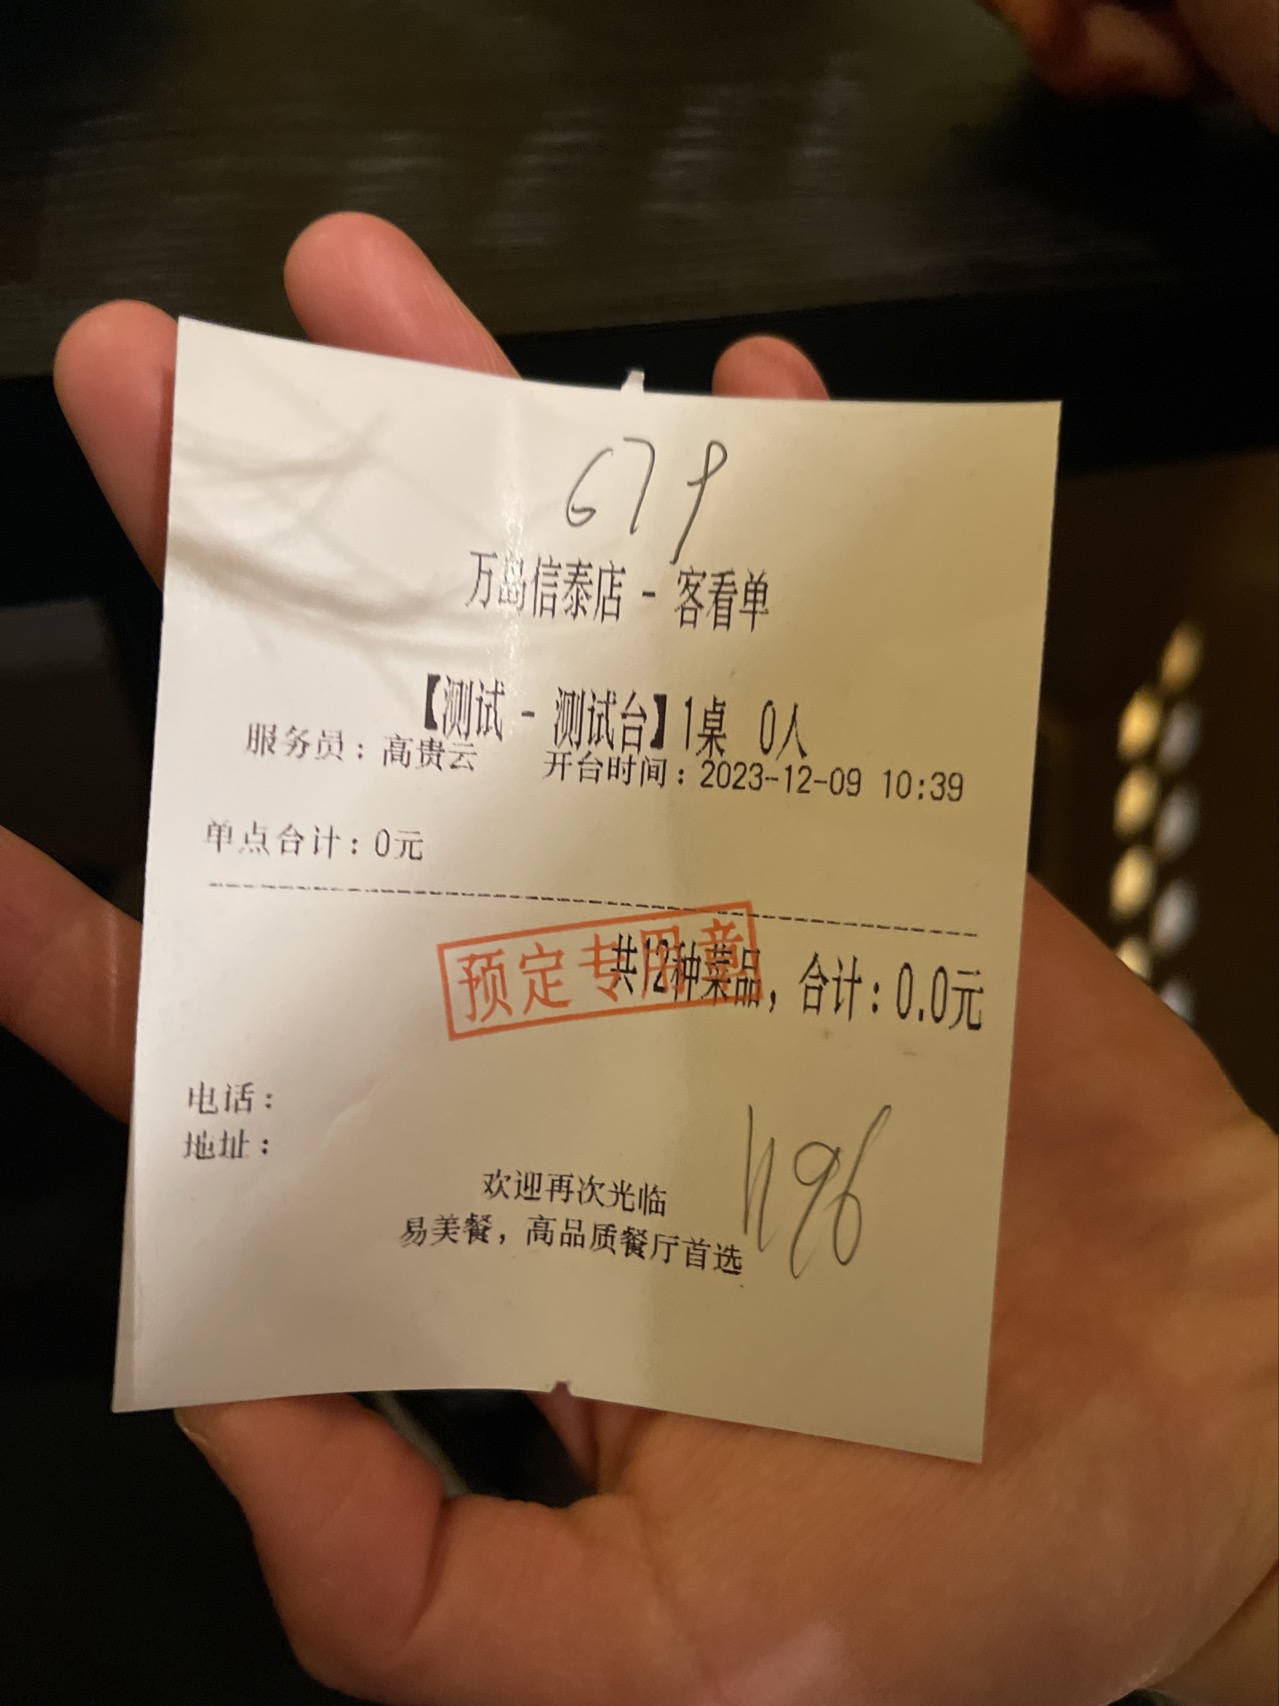 679
万岛信泰店 - 客看单
【测试 - 测试台】1桌 0人
服务员：高贵云 开台时间：2023-12-09 10:39
单点合计：0元
预定专用章
共12种菜品，合计：0.0元
电话：
地址：
1196
欢迎再次光临
易美餐，高品质餐厅首选